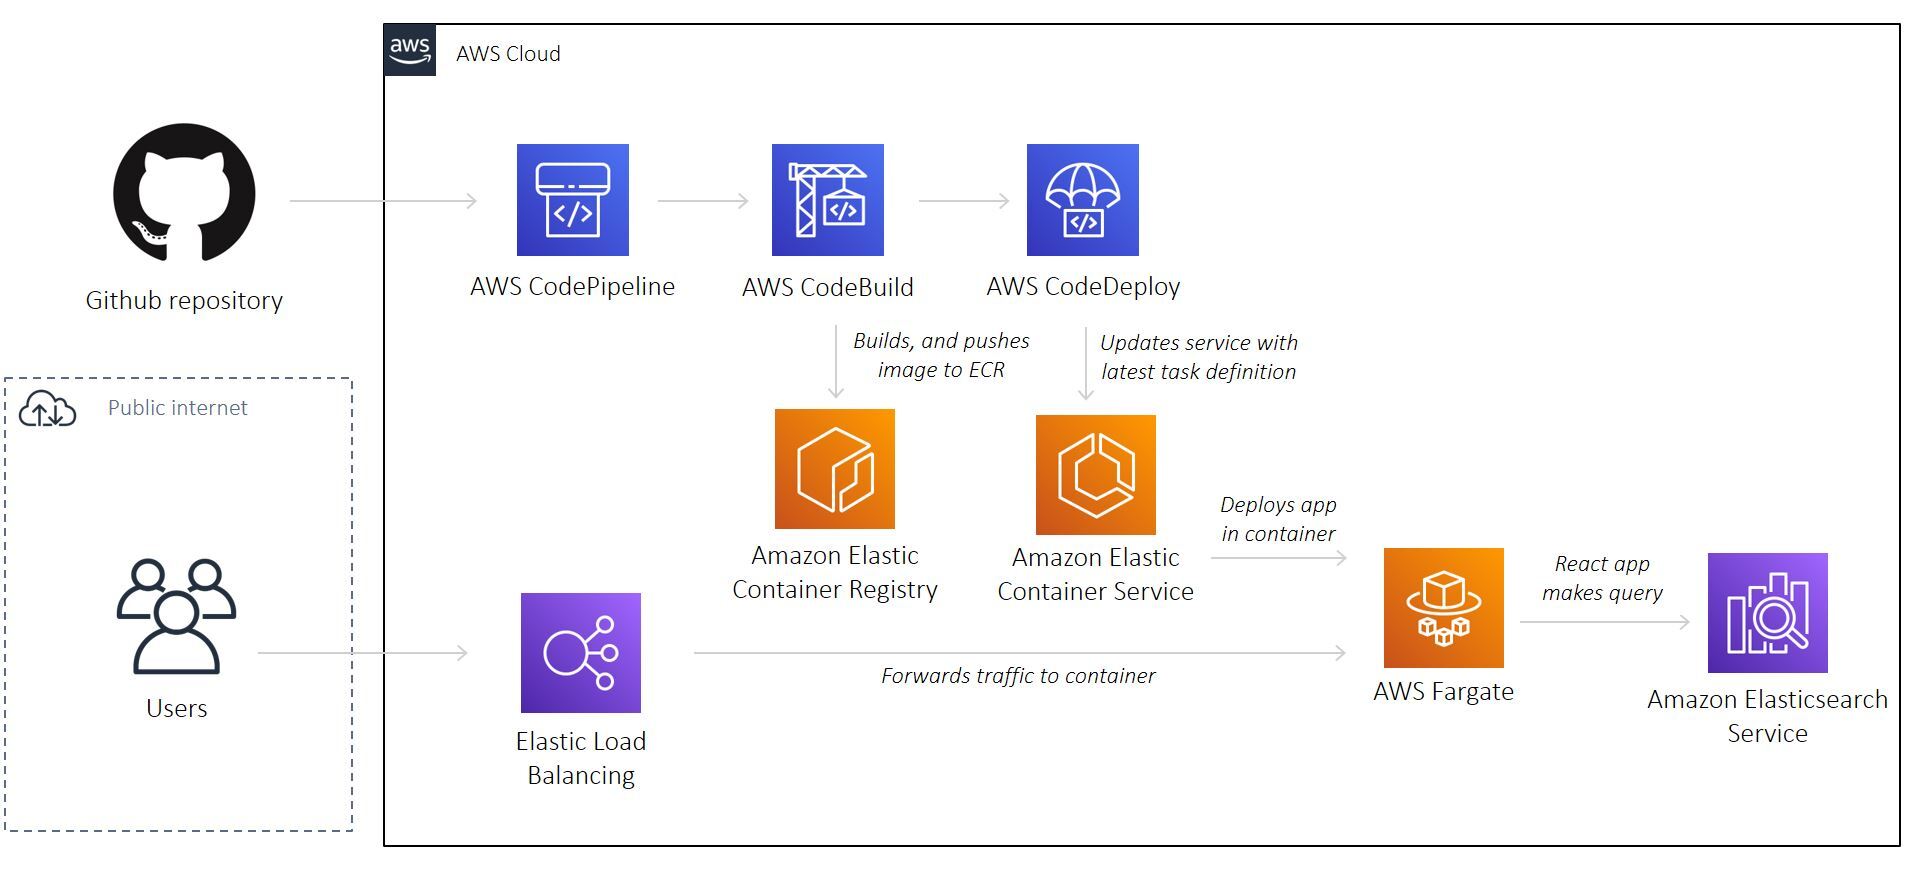 aws
AWS Cloud
Github repository
AWS CodePipeline
AWS CodeBuild
AWS CodeDeploy
Builds, and pushes
image to ECR
Updates service with
latest task definition
Public internet
Amazon Elastic
Container Registry
Amazon Elastic
Container Service
Deploys app
in container
React app
makes query
Users
Elastic Load
Balancing
Forwards traffic to container
AWS Fargate
Amazon Elasticsearch
Service